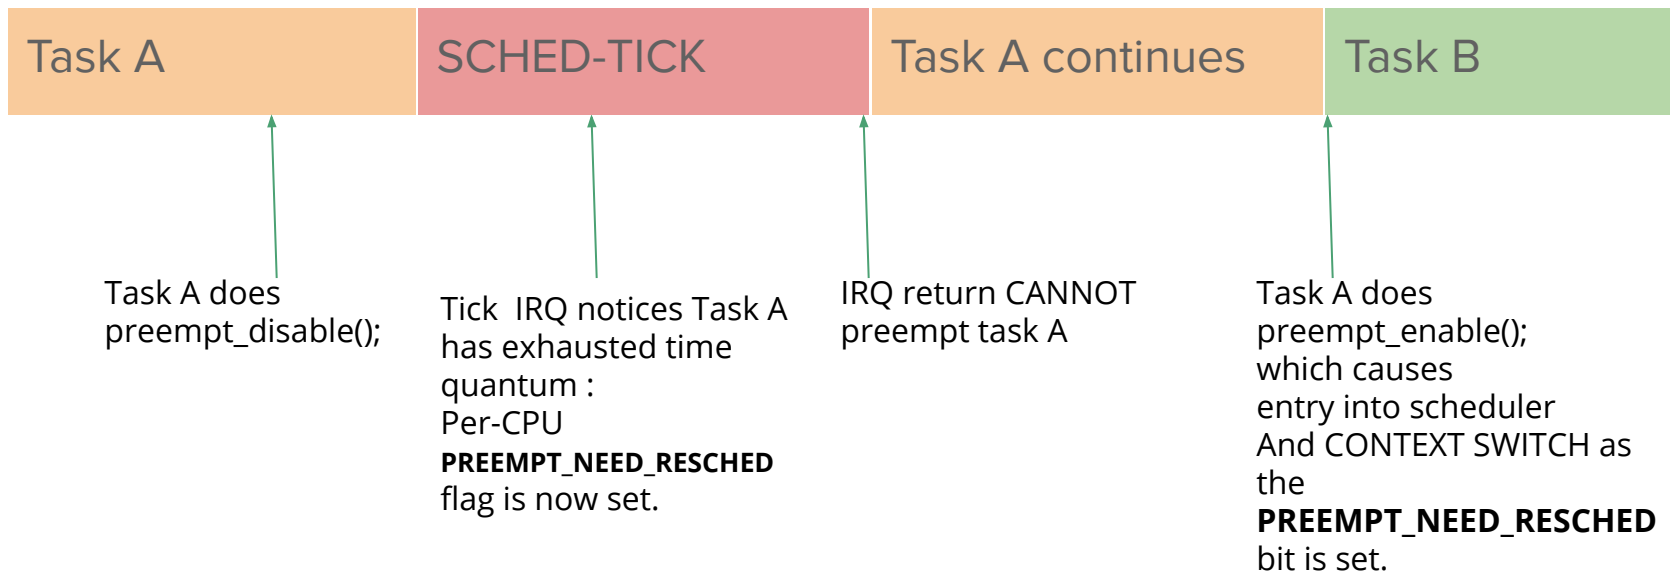 Task A
SCHED-TICK
Task A continues
Task B
Task A does
preempt_disable();
Tick IRQ notices Task A
has exhausted time
quantum :
Per-CPU
PREEMPT_NEED_RESCHED
flag is now set.
IRQ return CANNOT
preempt task A
Task A does
preempt_enable();
which causes
entry into scheduler
And CONTEXT SWITCH as
the
PREEMPT_NEED_RESCHED
bit is set.